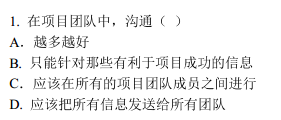 1. 在项目团队中，沟通（ ）
A．越多越好
B. 只能针对那些有利于项目成功的信息
C．应该在所有的项目团队成员之间进行
D. 应该把所有信息发送给所有团队